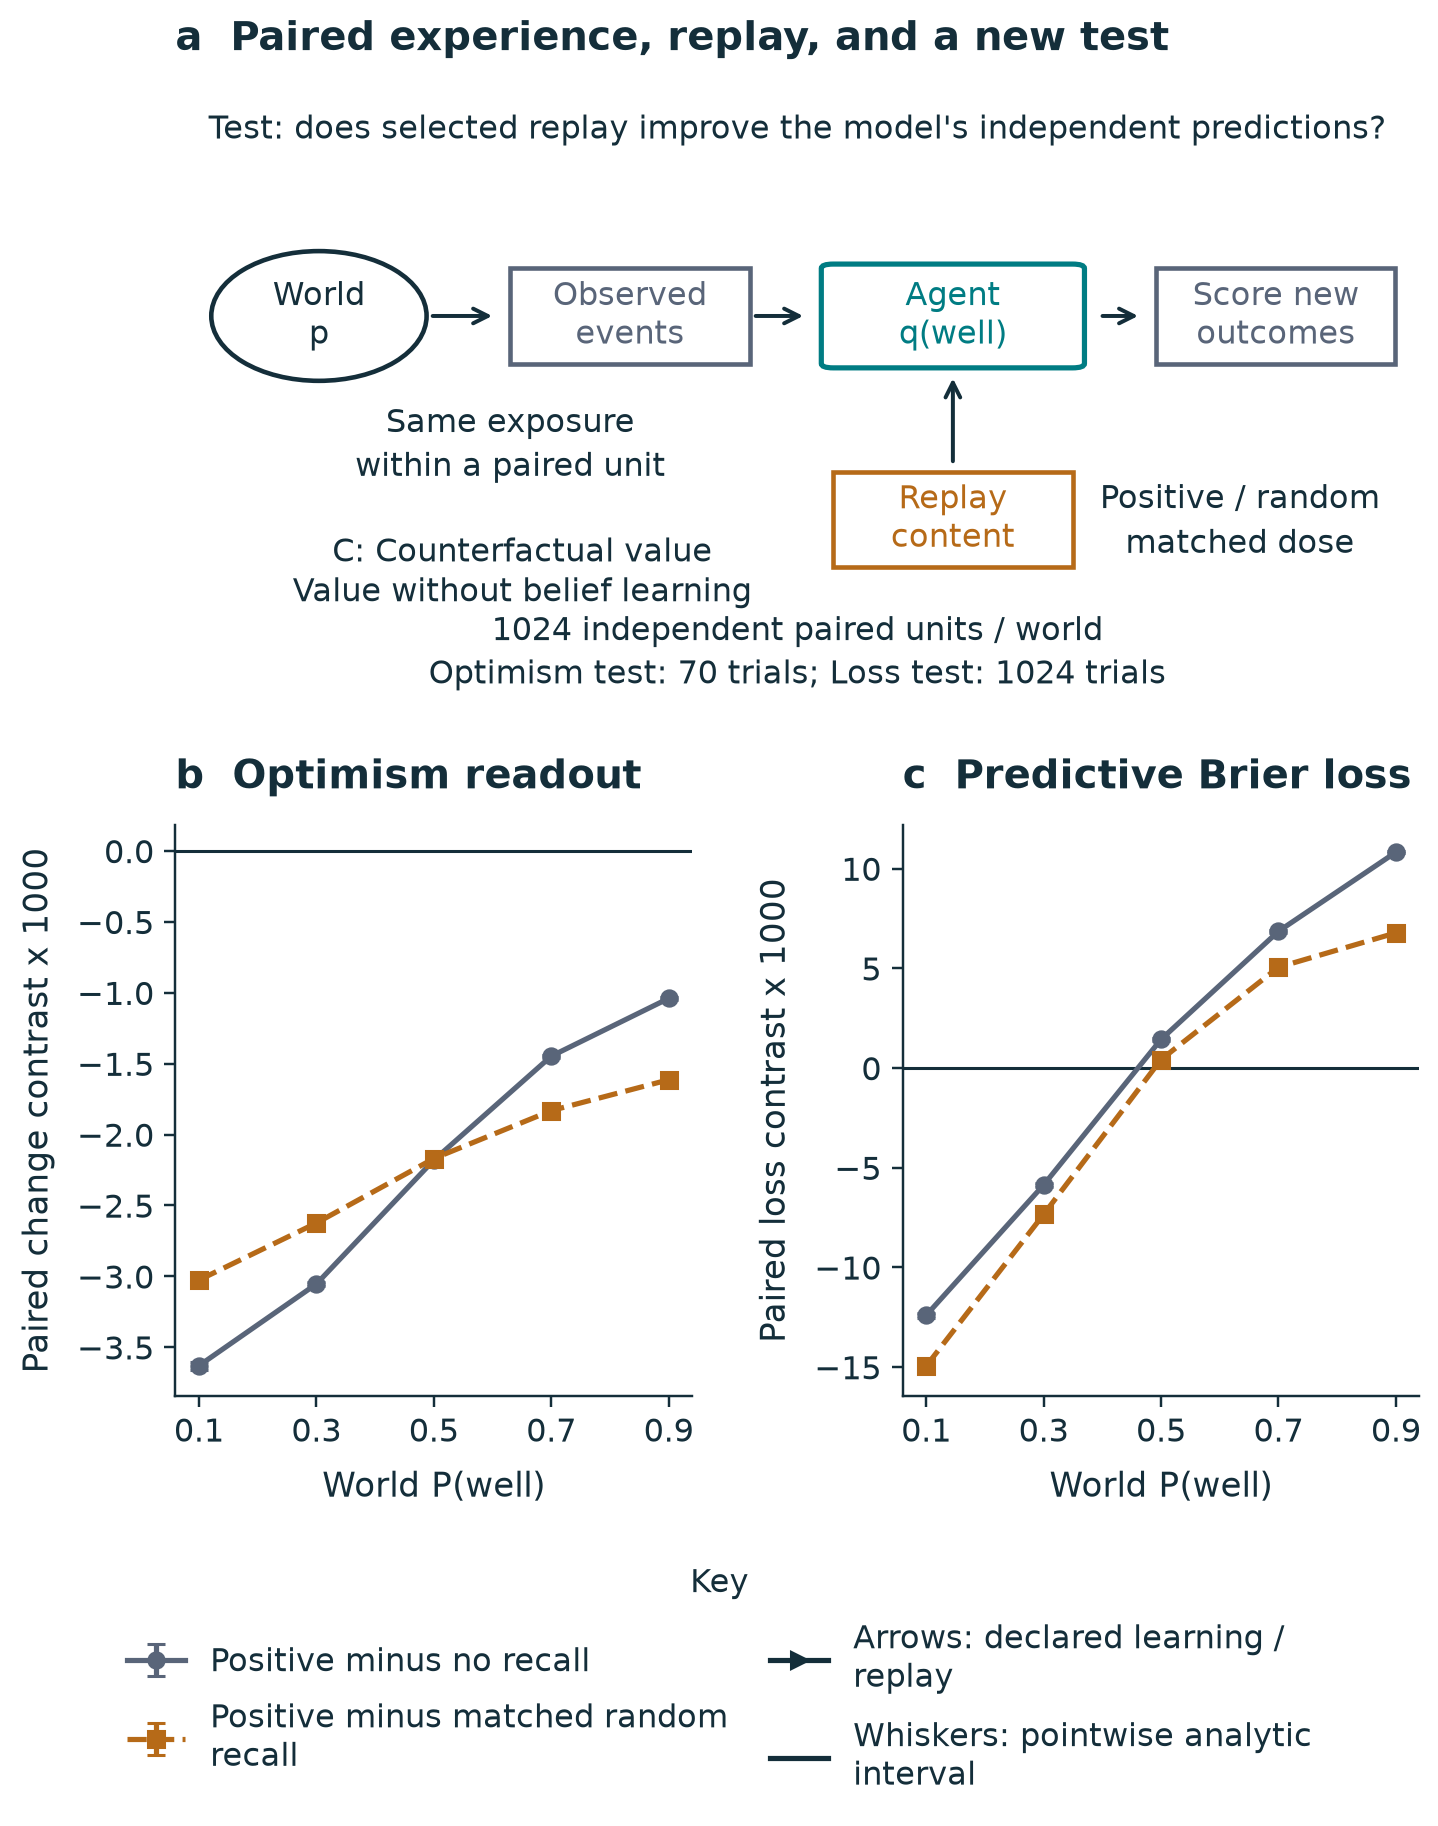 a  Paired experience, replay, and a new test
Test: does selected replay improve the model's independent predictions?
World
p
Observed
events
Agent
q(well)
Score new
outcomes
Same exposure
within a paired unit
Replay
content
Positive / random
matched dose
C: Counterfactual value
Value without belief learning
1024 independent paired units / world
Optimism test: 70 trials; Loss test: 1024 trials
b  Optimism readout
Paired change contrast x 1000
0.0
−0.5
−1.0
−1.5
−2.0
−2.5
−3.0
−3.5
0.1 0.3 0.5 0.7 0.9
World P(well)
c  Predictive Brier loss
Paired loss contrast x 1000
10
5
0
−5
−10
−15
0.1 0.3 0.5 0.7 0.9
World P(well)
Key
Positive minus no recall
Positive minus matched random
recall
Arrows: declared learning /
replay
Whiskers: pointwise analytic
interval